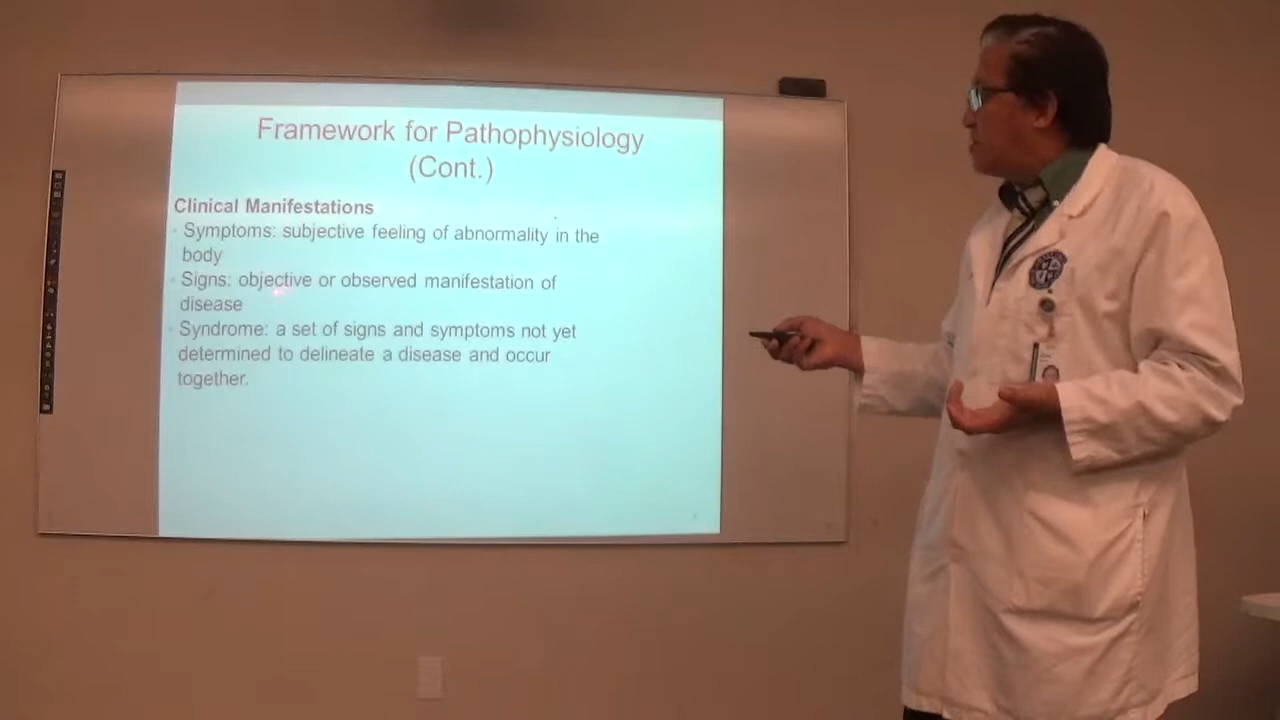 Framework for Pathophysiology
(Cont.)
Clinical Manifestations
• Symptoms: subjective feeling of abnormality in the
body
• Signs: objective or observed manifestation of
disease
• Syndrome: a set of signs and symptoms not yet
determined to delineate a disease and occur
together.